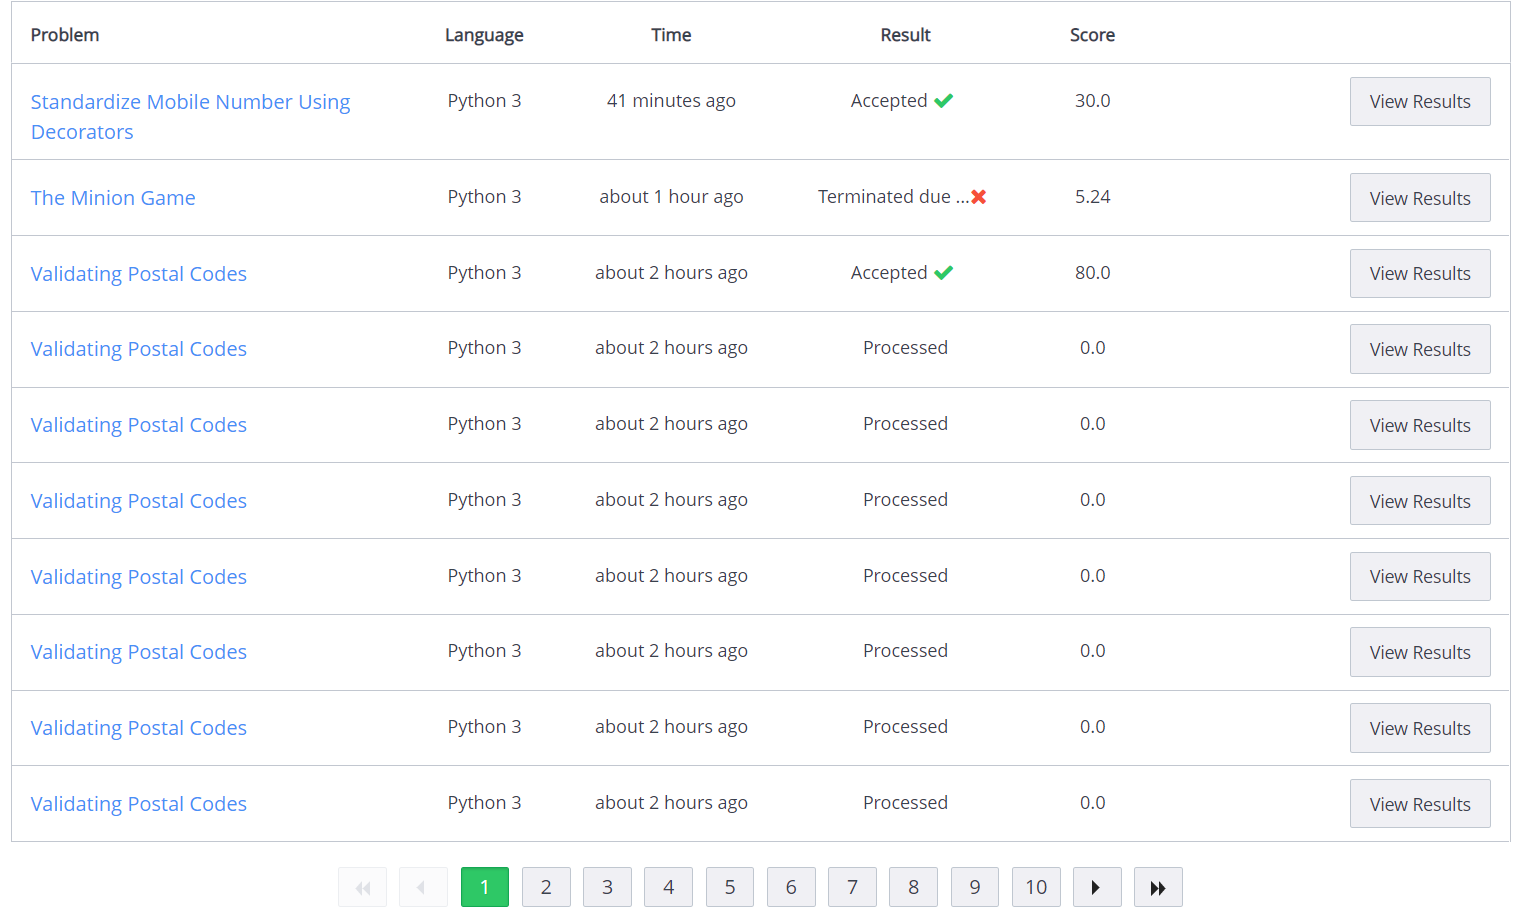 Problem Language Time Result Score
Standardize Mobile Number Using Python 3 41 minutes ago Accepted 30.0 View Results
Decorators
The Minion Game Python 3 about 1 hour ago Terminated due ... 5.24 View Results
Validating Postal Codes Python 3 about 2 hours ago Accepted 80.0 View Results
Validating Postal Codes Python 3 about 2 hours ago Processed 0.0 View Results
Validating Postal Codes Python 3 about 2 hours ago Processed 0.0 View Results
Validating Postal Codes Python 3 about 2 hours ago Processed 0.0 View Results
Validating Postal Codes Python 3 about 2 hours ago Processed 0.0 View Results
Validating Postal Codes Python 3 about 2 hours ago Processed 0.0 View Results
Validating Postal Codes Python 3 about 2 hours ago Processed 0.0 View Results
Validating Postal Codes Python 3 about 2 hours ago Processed 0.0 View Results
1 2 3 4 5 6 7 8 9 10